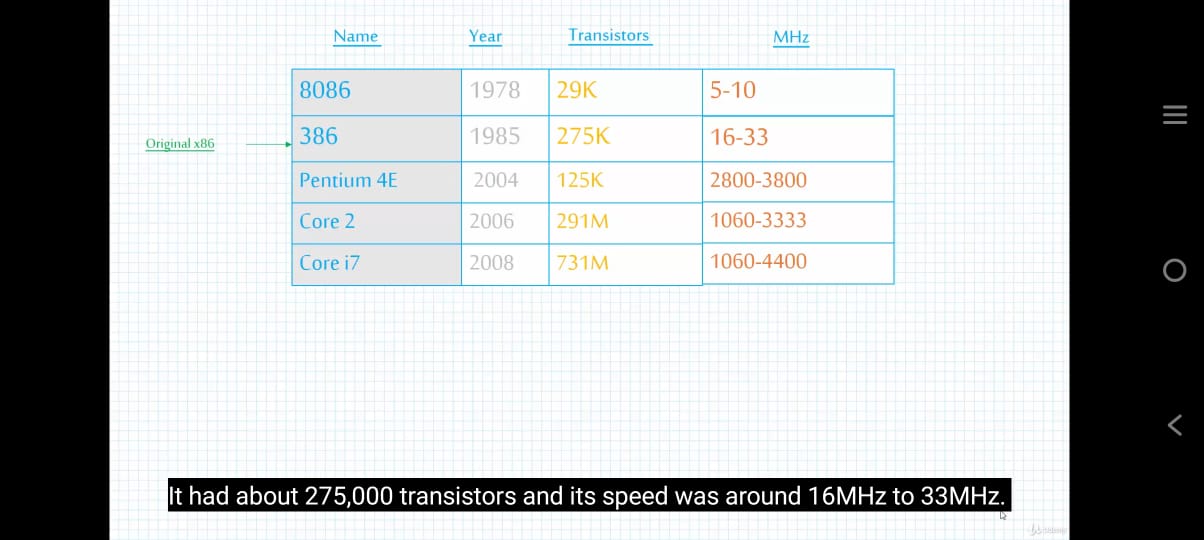 Name Year Transistors MHz
8086 1978 29K 5-10
Original x86 386 1985 275K 16-33
Pentium 4E 2004 125K 2800-3800
Core 2 2006 291M 1060-3333
Core i7 2008 731M 1060-4400
It had about 275,000 transistors and its speed was around 16MHz to 33MHz.